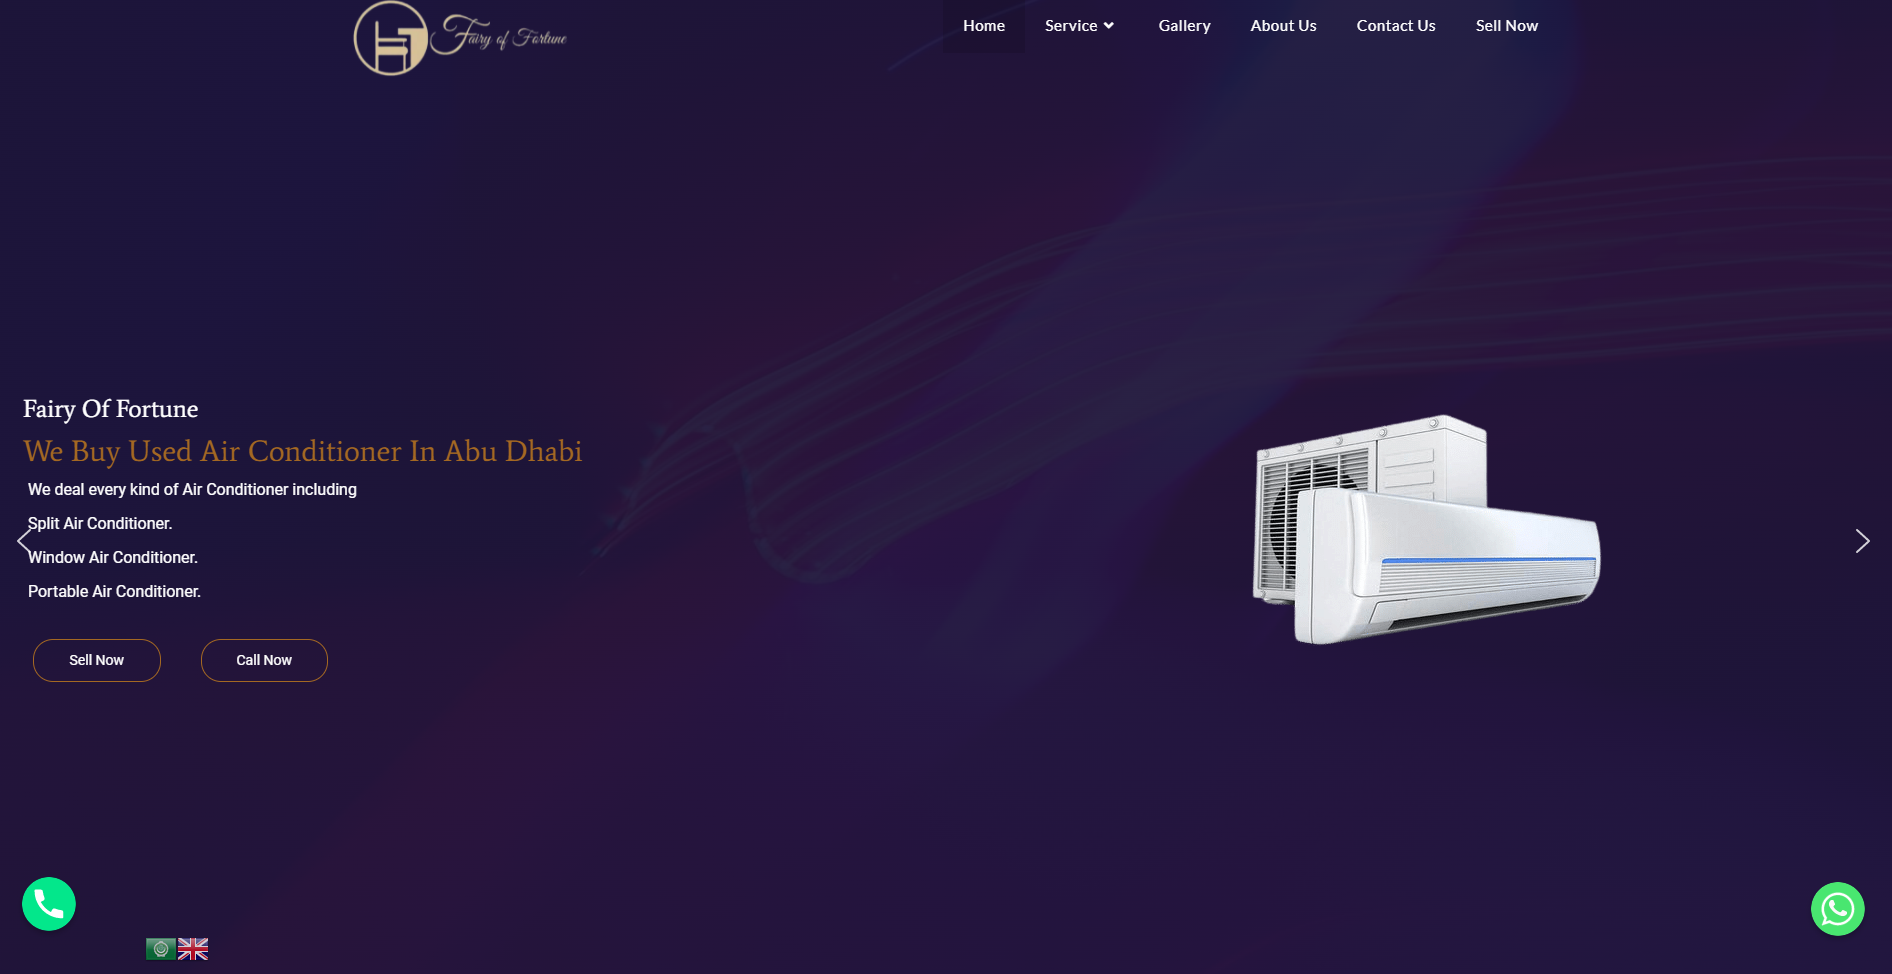 Fairy of Fortune
Home
Service
Gallery
About Us
Contact Us
Sell Now
Fairy Of Fortune
We Buy Used Air Conditioner In Abu Dhabi
We deal every kind of Air Conditioner including
Split Air Conditioner.
Window Air Conditioner.
Portable Air Conditioner.
Sell Now
Call Now